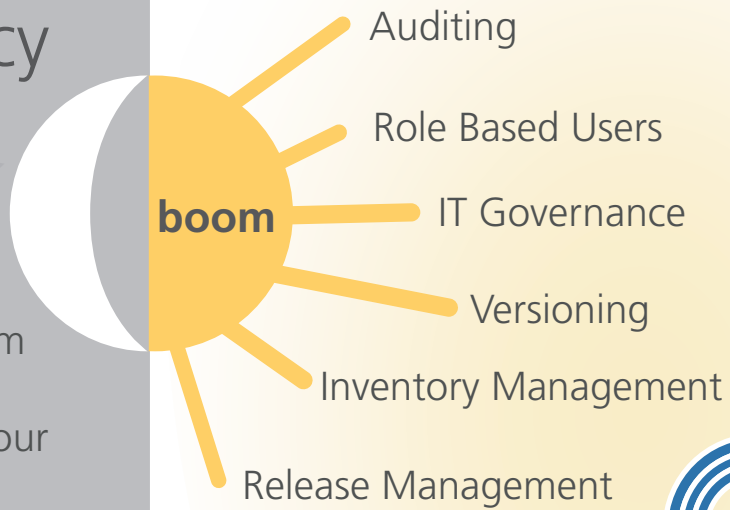 cy
Auditing
Role Based Users
boom
IT Governance
Versioning
m
Inventory Management
our
Release Management